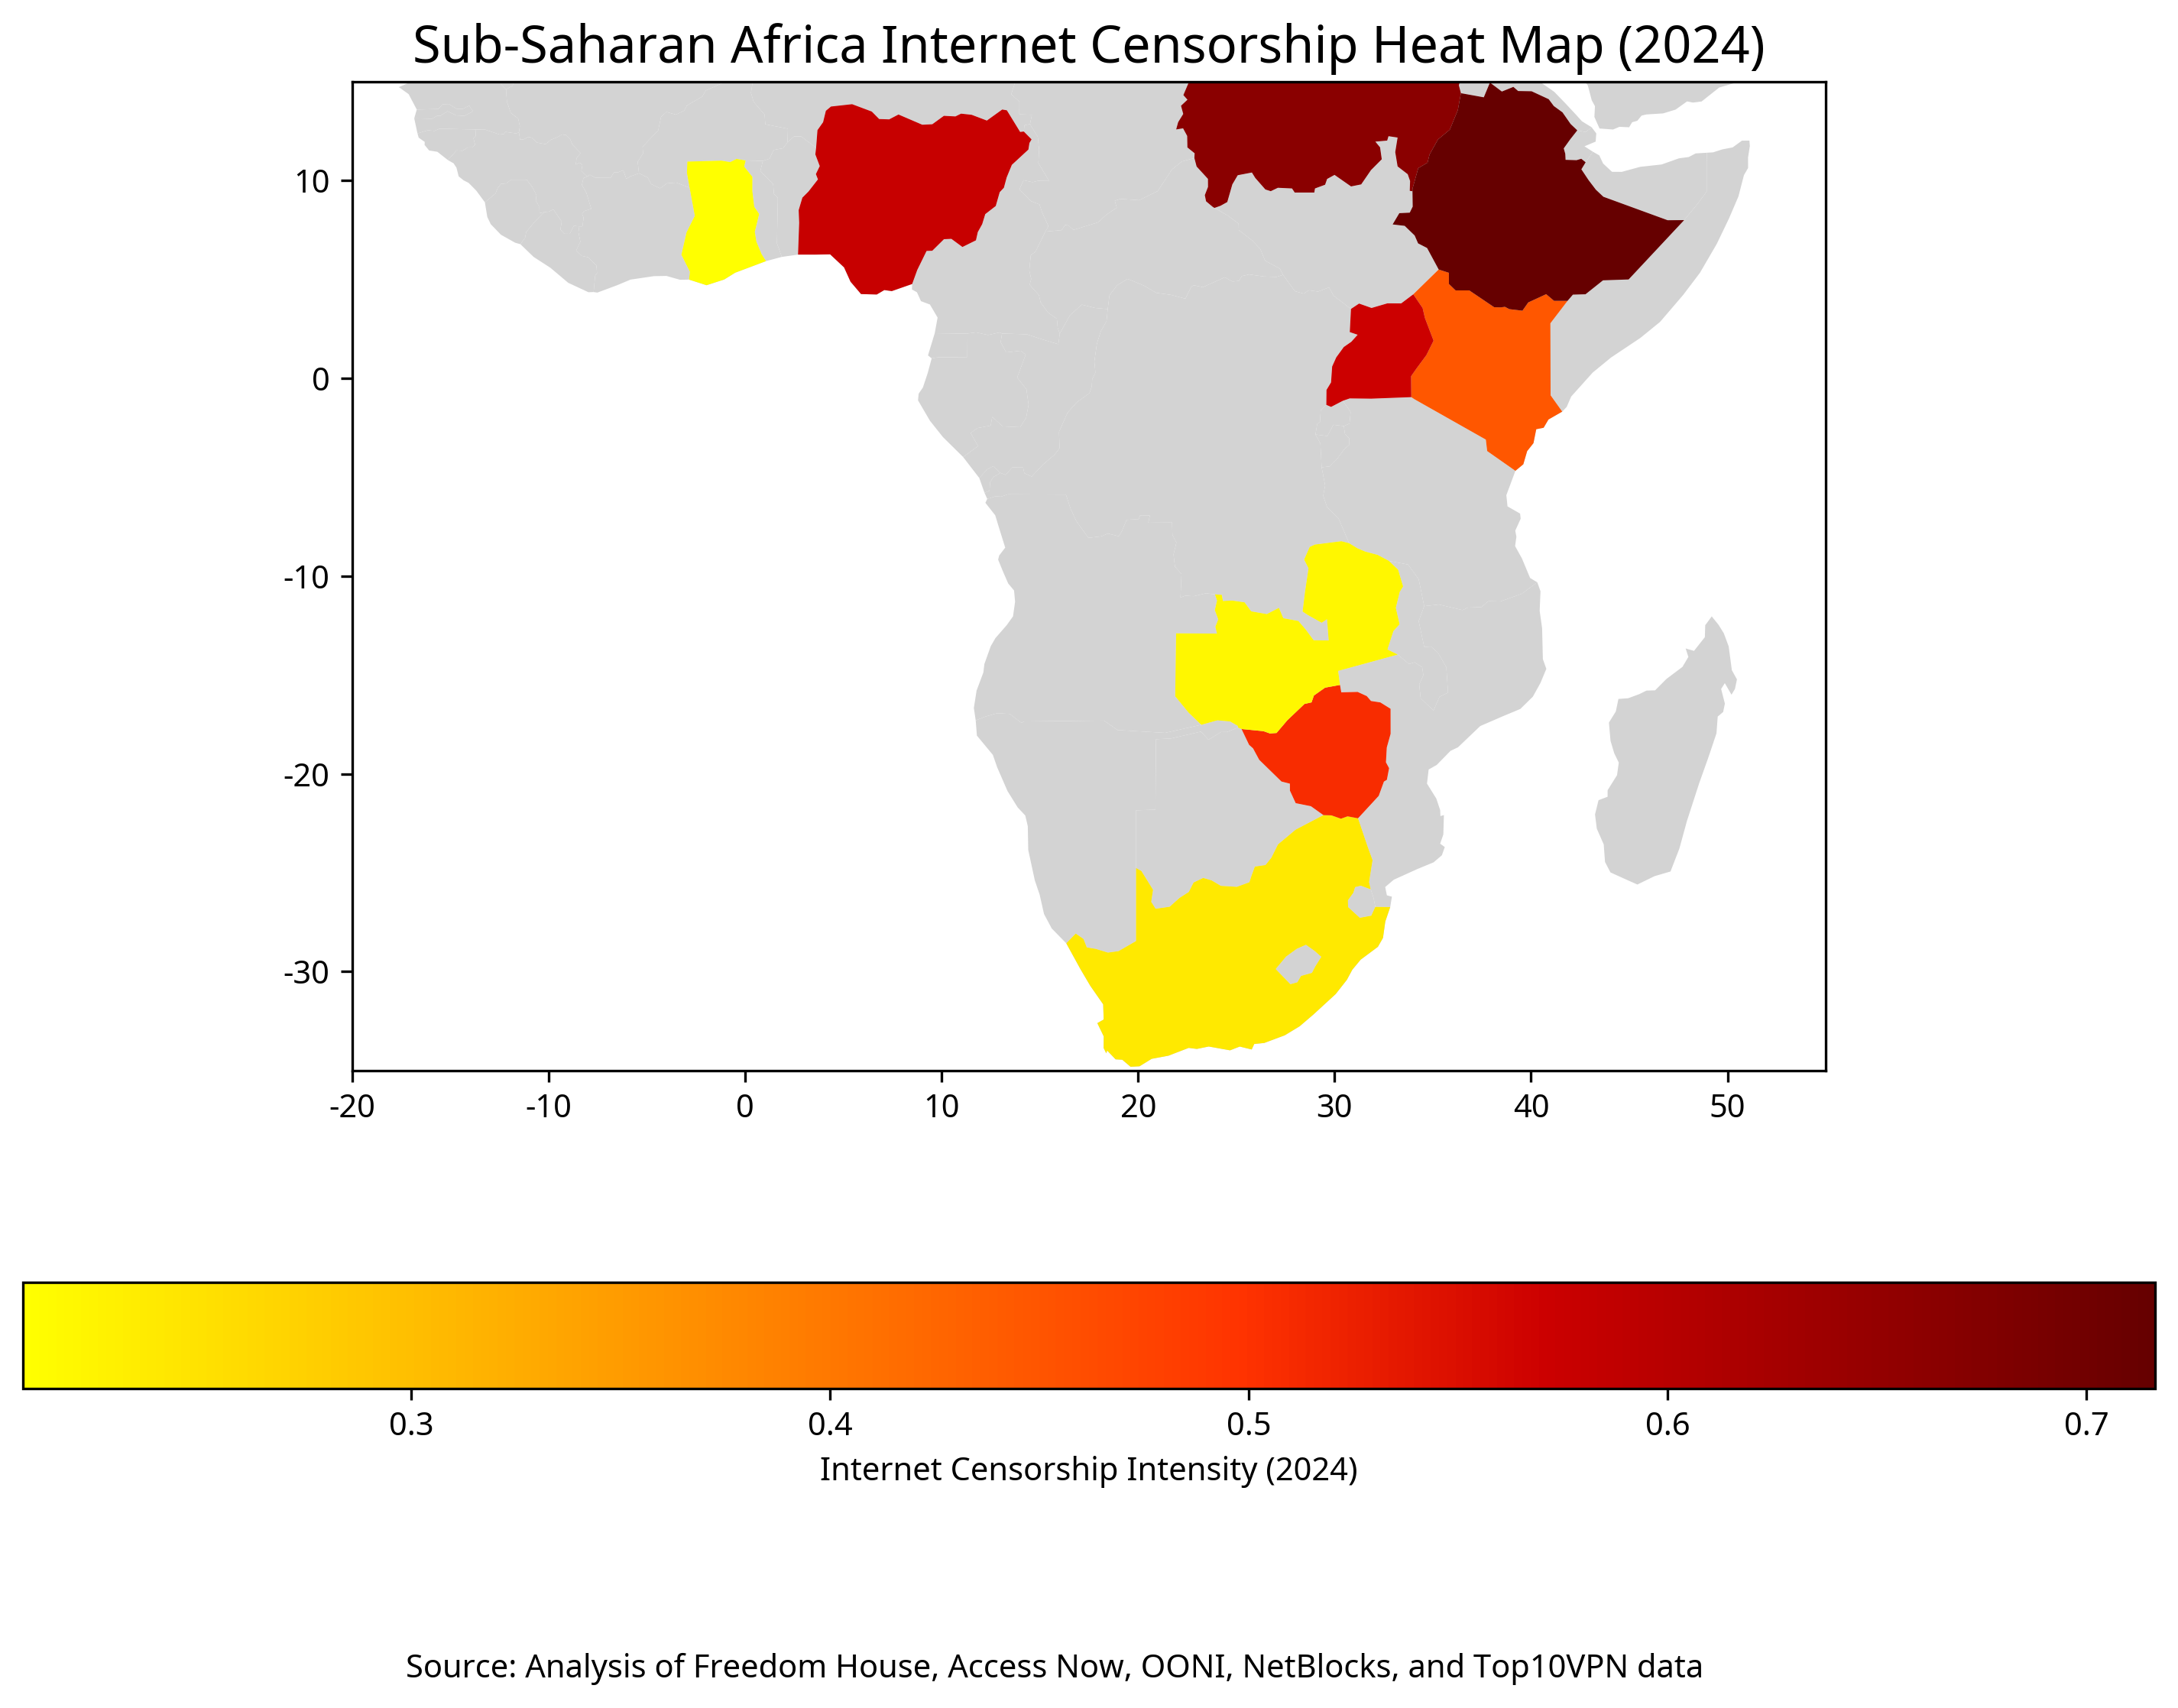 Sub-Saharan Africa Internet Censorship Heat Map (2024)
10
0
-10
-20
-30
-20 -10 0 10 20 30 40 50
0.3 0.4 0.5 0.6 0.7
Internet Censorship Intensity (2024)
Source: Analysis of Freedom House, Access Now, OONI, NetBlocks, and Top10VPN data